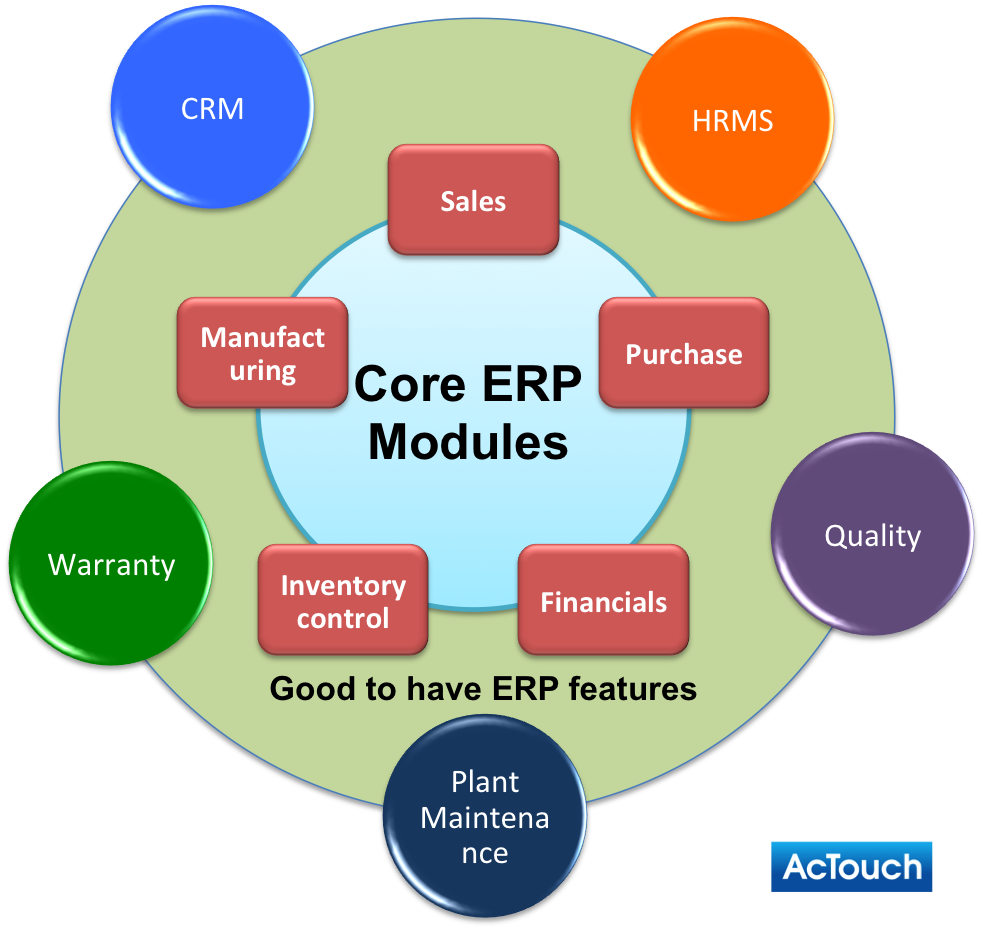 CRM
HRMS
Sales
Manufact
uring
Purchase
Core ERP
Modules
Warranty
Quality
Inventory
control
Financials
Good to have ERP features
Plant
Maintena
nce
AcTouch